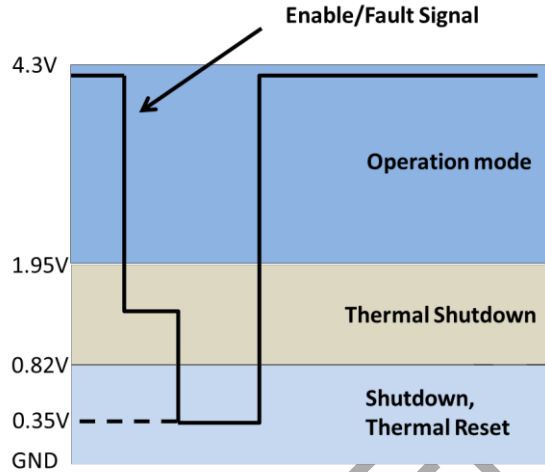 Enable/Fault Signal
4.3V
Operation mode
1.95V
Thermal Shutdown
0.82V
Shutdown,
Thermal Reset
0.35V
GND